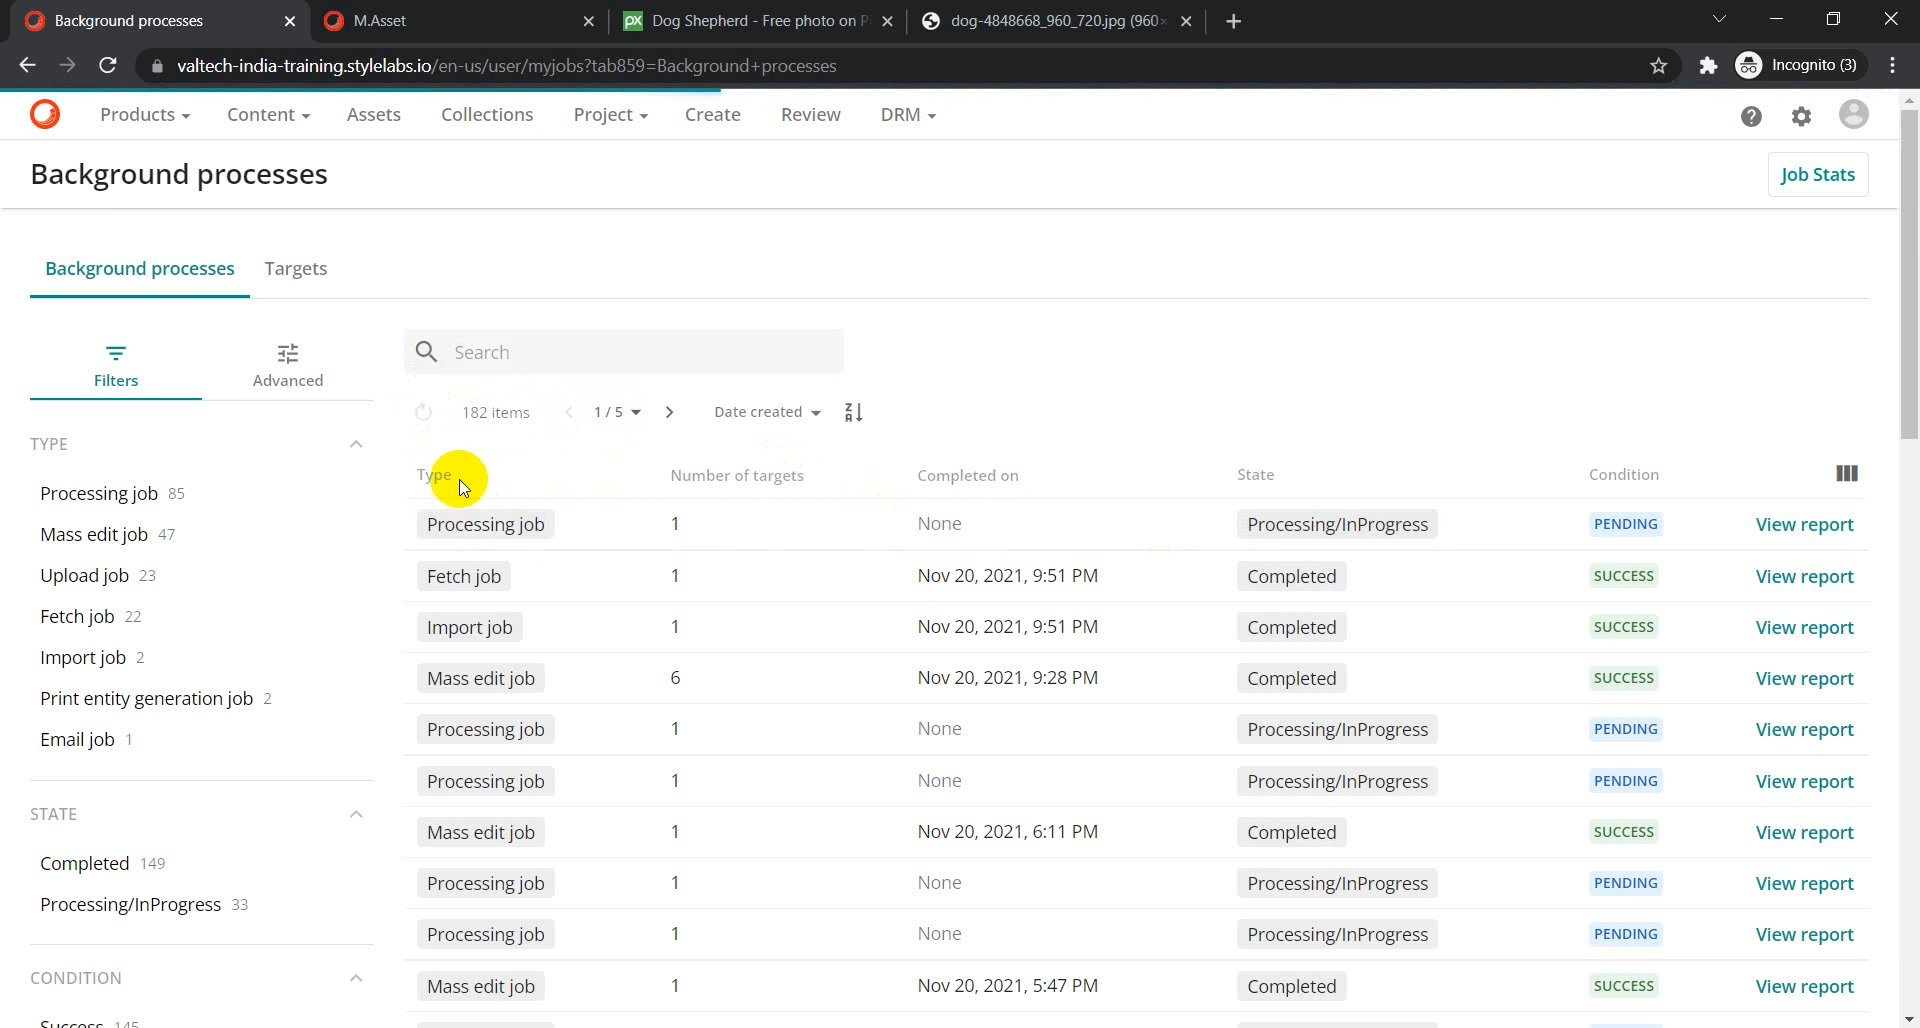 Background processes
M.Asset
Dog Shepherd - Free photo on P
dog-4848668_960_720.jpg (960×
valtech-india-training.stylelabs.io/en-us/user/myjobs?tab859=Background+processes
Incognito (3)
Products
Content
Assets
Collections
Project
Create
Review
DRM
Background processes
Job Stats
Background processes
Targets
Filters
Advanced
Search
182 items
1 / 5
Date created
TYPE
Processing job 85
Mass edit job 47
Upload job 23
Fetch job 22
Import job 2
Print entity generation job 2
Email job 1
STATE
Completed 149
Processing/InProgress 33
CONDITION
Success 145
Type Number of targets Completed on State Condition
Processing job 1 None Processing/InProgress PENDING View report
Fetch job 1 Nov 20, 2021, 9:51 PM Completed SUCCESS View report
Import job 1 Nov 20, 2021, 9:51 PM Completed SUCCESS View report
Mass edit job 6 Nov 20, 2021, 9:28 PM Completed SUCCESS View report
Processing job 1 None Processing/InProgress PENDING View report
Processing job 1 None Processing/InProgress PENDING View report
Mass edit job 1 Nov 20, 2021, 6:11 PM Completed SUCCESS View report
Processing job 1 None Processing/InProgress PENDING View report
Processing job 1 None Processing/InProgress PENDING View report
Mass edit job 1 Nov 20, 2021, 5:47 PM Completed SUCCESS View report